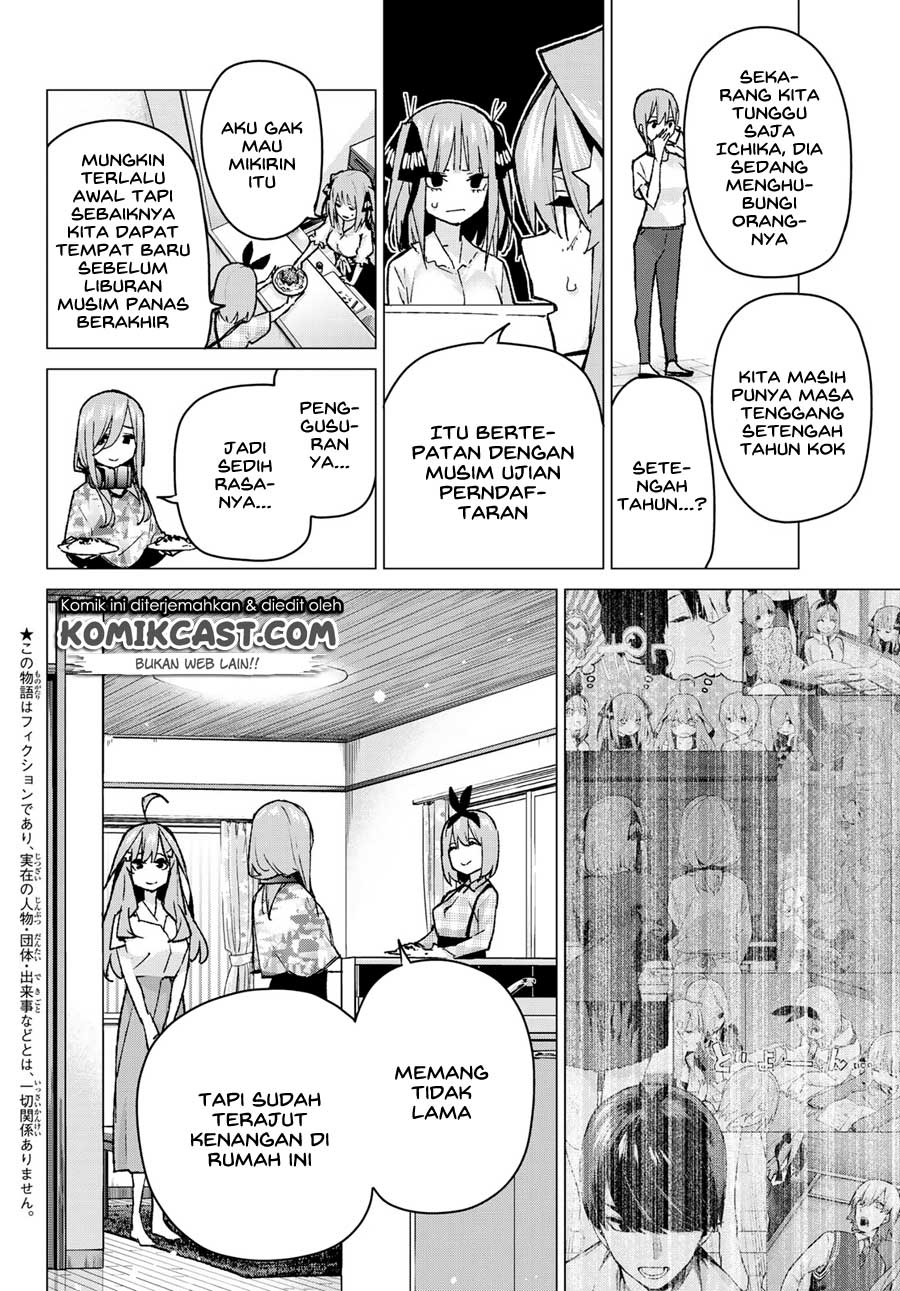 SEKA-
RANG KITA
TUNGGU
SAJA
ICHIKA, DIA
SEDANG
MENGHU-
BUNGI
ORANG-
NYA
KITA MASIH
PUNYA MASA
TENGGANG
SETENGAH
TAHUN KOK
SETE-
NGAH
TAHUN...?
ITU BERTE-
PATAN DENGAN
MUSIM UJIAN
PERNDAF-
TARAN
AKU GAK
MAU
MIKIRIN
ITU
MUNGKIN
TERLALU
AWAL TAPI
SEBAIKNYA
KITA DAPAT
TEMPAT BARU
SEBELUM
LIBURAN
MUSIM PANAS
BERAKHIR
PENG-
GUSU-
RAN
YA...
JADI
SEDIH
RASA-
NYA...
Komik ini diterjemahkan & diedit oleh
KOMIKCAST.COM
BUKAN WEB LAIN!!
MEMANG
TIDAK
LAMA
TAPI SUDAH
TERAJUT
KENANGAN DI
RUMAH INI
★この物語はフィクションであり、実在の人物・団体・出来事などとは、一切関係ありません。